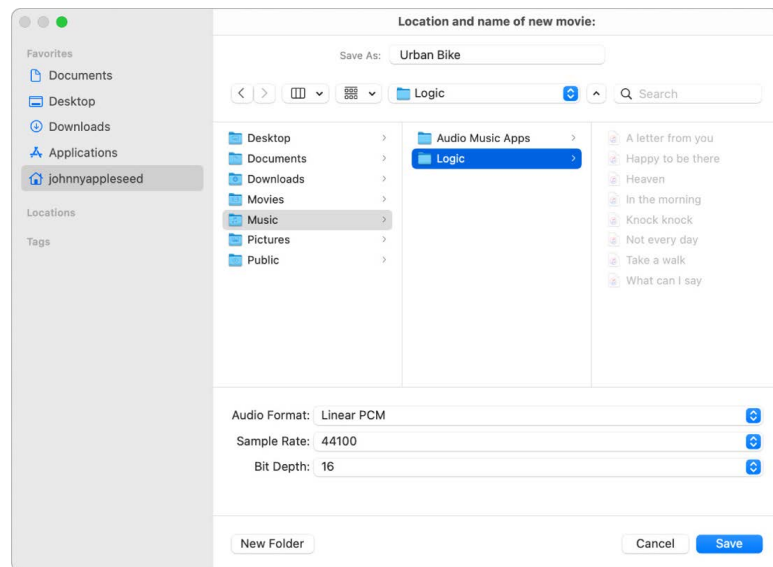 Location and name of new movie:
Favorites
Documents
Desktop
Downloads
Applications
johnnyappleseed
Locations
Tags
Save As: Urban Bike
Logic
Search
Desktop
Documents
Downloads
Movies
Music
Pictures
Public
Audio Music Apps
Logic
A letter from you
Happy to be there
Heaven
In the morning
Knock knock
Not every day
Take a walk
What can I say
Audio Format: Linear PCM
Sample Rate: 44100
Bit Depth: 16
New Folder
Cancel
Save